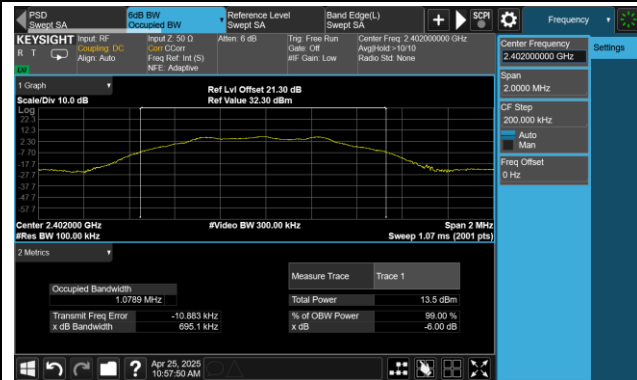 PSD
Swept SA
6dB BW
Occupied BW
Reference Level
Swept SA
Band Edge(L)
Swept SA
SCPI
Frequency
KEYSIGHT
R T
Input: RF
Coupling: DC
Align: Auto
Input Z: 50 Ω
Corr CCorr
Freq Ref: Int (S)
NFE: Adaptive
Atten: 6 dB
Trig: Free Run
Gate: Off
#IF Gain: Low
Center Freq: 2.402000000 GHz
Avg|Hold:>10/10
Radio Std: None
Center Frequency
2.402000000 GHz
Settings
Span
2.0000 MHz
CF Step
200.000 kHz
Auto
Man
Freq Offset
0 Hz
1 Graph
Scale/Div 10.0 dB
Ref Lvl Offset 21.30 dB
Ref Value 32.30 dBm
Log
22.3
12.3
2.30
-7.70
-17.7
-27.7
-37.7
-47.7
-57.7
Center 2.402000 GHz
#Video BW 300.00 kHz
Span 2 MHz
#Res BW 100.00 kHz
Sweep 1.07 ms (2001 pts)
2 Metrics
Measure Trace Trace 1
Occupied Bandwidth
1.0789 MHz
Total Power 13.5 dBm
Transmit Freq Error -10.883 kHz
% of OBW Power 99.00 %
x dB Bandwidth 695.1 kHz
x dB -6.00 dB
?
Apr 25, 2025
10:57:50 AM